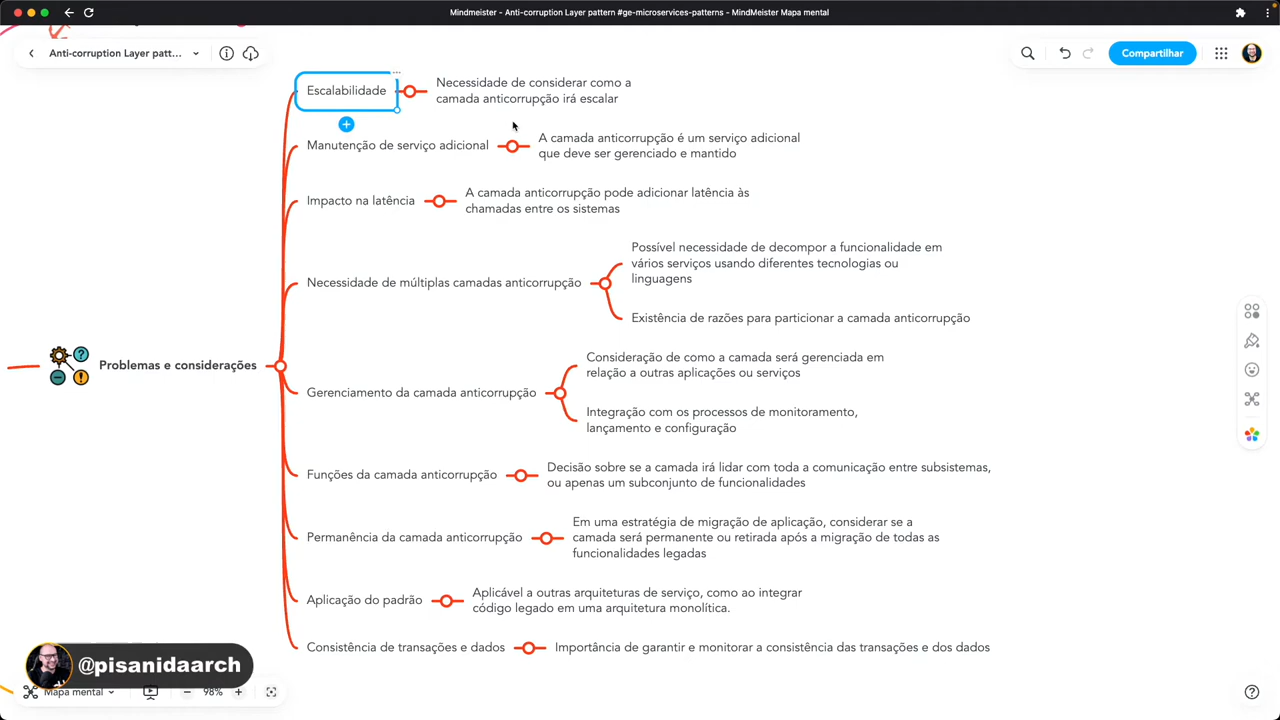 Mindmeister - Anti-corruption Layer pattern #ge-microservices-patterns - MindMeister Mapa mental
Anti-corruption Layer patt...
Compartilhar
Escalabilidade
Necessidade de considerar como a
camada anticorrupção irá escalar
Manutenção de serviço adicional
A camada anticorrupção é um serviço adicional
que deve ser gerenciado e mantido
Impacto na latência
A camada anticorrupção pode adicionar latência às
chamadas entre os sistemas
Necessidade de múltiplas camadas anticorrupção
Possível necessidade de decompor a funcionalidade em
vários serviços usando diferentes tecnologias ou
linguagens
Existência de razões para particionar a camada anticorrupção
Problemas e considerações
Gerenciamento da camada anticorrupção
Consideração de como a camada será gerenciada em
relação a outras aplicações ou serviços
Integração com os processos de monitoramento,
lançamento e configuração
Funções da camada anticorrupção
Decisão sobre se a camada irá lidar com toda a comunicação entre subsistemas,
ou apenas um subconjunto de funcionalidades
Permanência da camada anticorrupção
Em uma estratégia de migração de aplicação, considerar se a
camada será permanente ou retirada após a migração de todas as
funcionalidades legadas
Aplicação do padrão
Aplicável a outras arquiteturas de serviço, como ao integrar
código legado em uma arquitetura monolítica.
Consistência de transações e dados
Importância de garantir e monitorar a consistência das transações e dos dados
@pisanidaarch
Mapa mental
98%